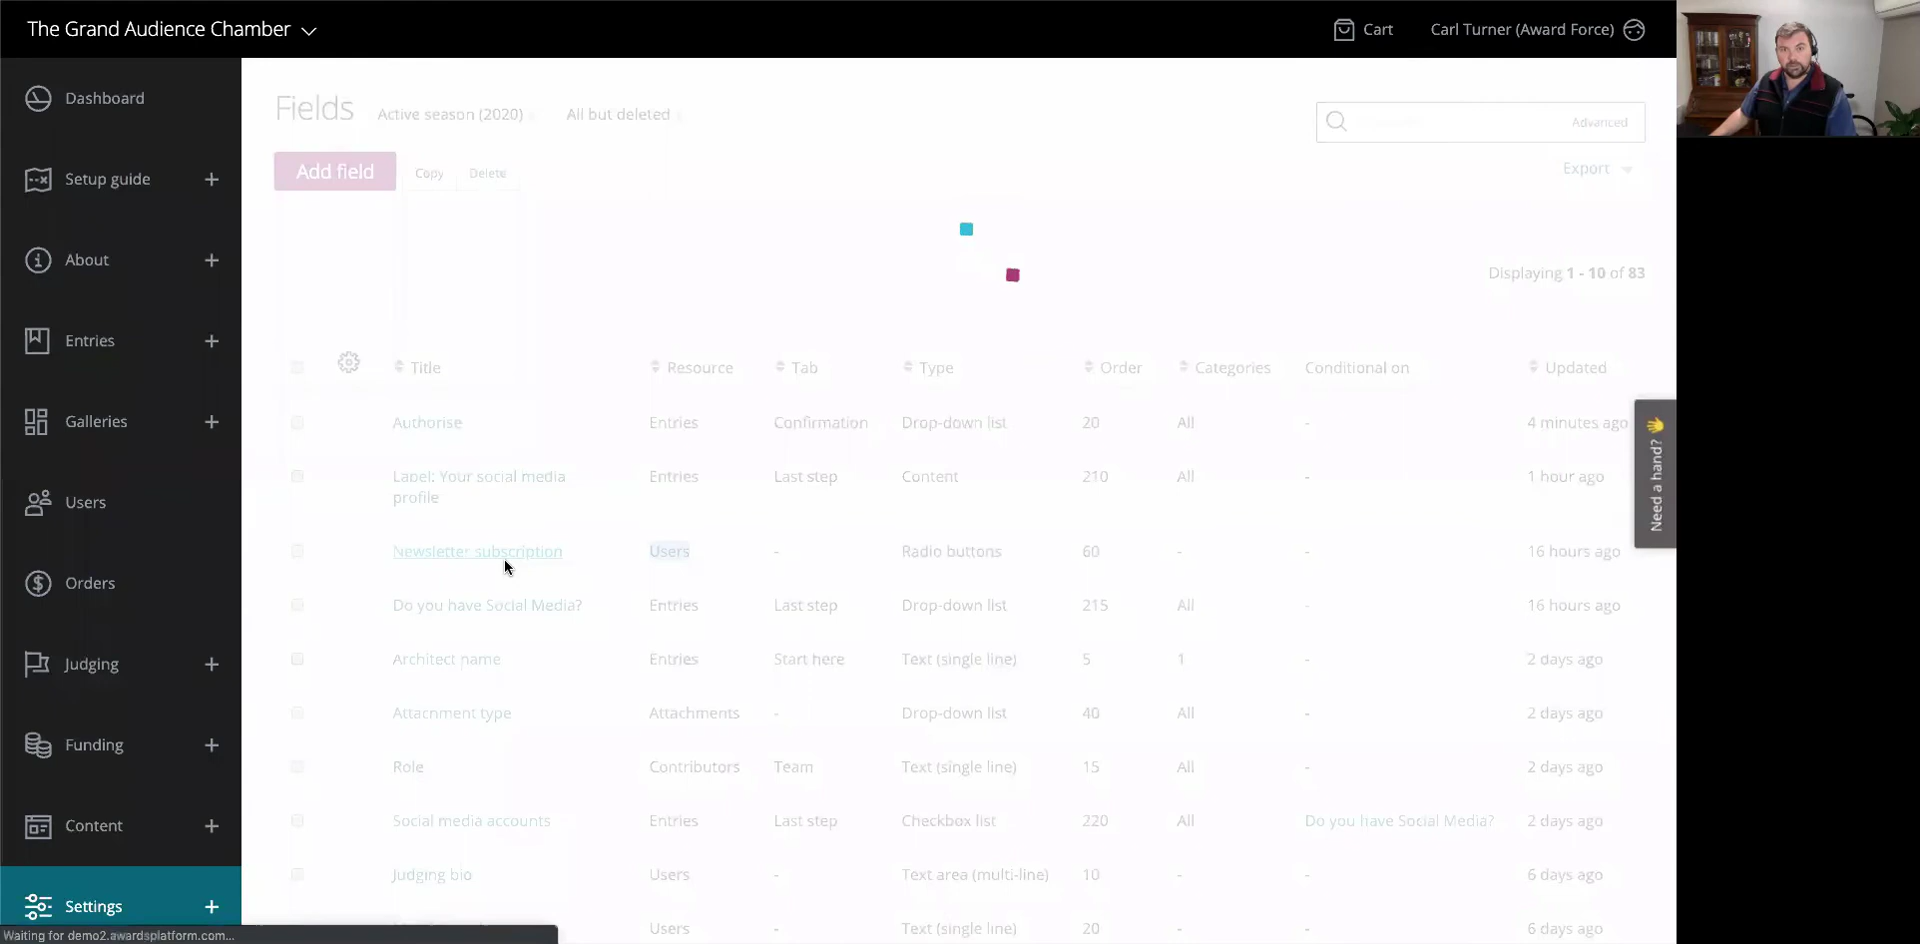 The Grand Audience Chamber
Cart
Carl Turner (Award Force)
Dashboard
Setup guide
About
Entries
Galleries
Users
Orders
Judging
Funding
Content
Settings
Fields
Active season (2020)
All but deleted
Advanced
Add field
Copy
Delete
Export
Displaying 1 - 10 of 83
Title Resource Tab Type Order Categories Conditional on Updated
Authorise Entries Confirmation Drop-down list 20 All - 4 minutes ago
Label: Your social media Entries Last step Content 210 All - 1 hour ago
profile
Newsletter subscription Users - Radio buttons 60 - - 16 hours ago
Do you have Social Media? Entries Last step Drop-down list 215 All - 16 hours ago
Architect name Entries Start here Text (single line) 5 1 - 2 days ago
Attachment type Attachments - Drop-down list 40 All - 2 days ago
Role Contributors Team Text (single line) 15 All - 2 days ago
Social media accounts Entries Last step Checkbox list 220 All Do you have Social Media? 2 days ago
Judging bio Users - Text area (multi-line) 10 - - 6 days ago
Users - Text (single line) 20 - - 6 days ago
Need a hand? 👋
Waiting for demo2.awardsplatform.com...